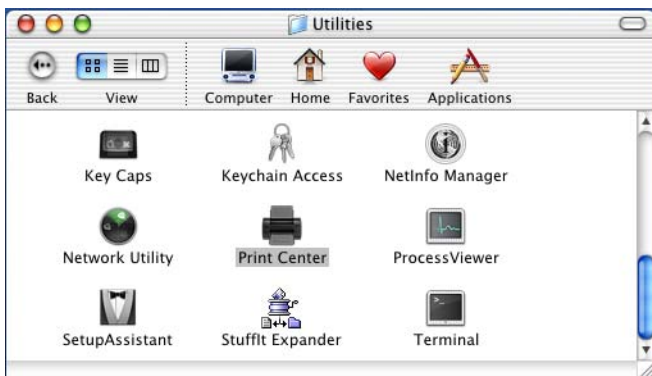 Utilities
Back View Computer Home Favorites Applications
Key Caps Keychain Access NetInfo Manager
Network Utility Print Center ProcessViewer
SetupAssistant StuffIt Expander Terminal